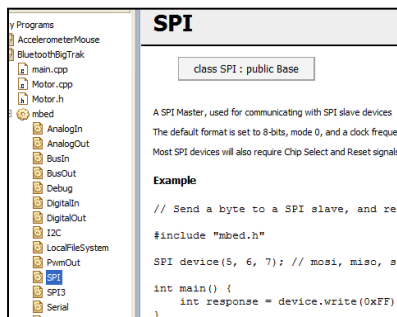 y Programs
AccelerometerMouse
BluetoothBigTrak
main.cpp
Motor.cpp
Motor.h
mbed
AnalogIn
AnalogOut
BusIn
BusOut
Debug
DigitalIn
DigitalOut
I2C
LocalFileSystem
PwmOut
SPI
SPI3
Serial
SPI
class SPI : public Base
A SPI Master, used for communicating with SPI slave devices
The default format is set to 8-bits, mode 0, and a clock freque
Most SPI devices will also require Chip Select and Reset signals
Example
// Send a byte to a SPI slave, and re
#include "mbed.h"
SPI device(5, 6, 7); // mosi, miso, s
int main() {
int response = device.write(0xFF)
}